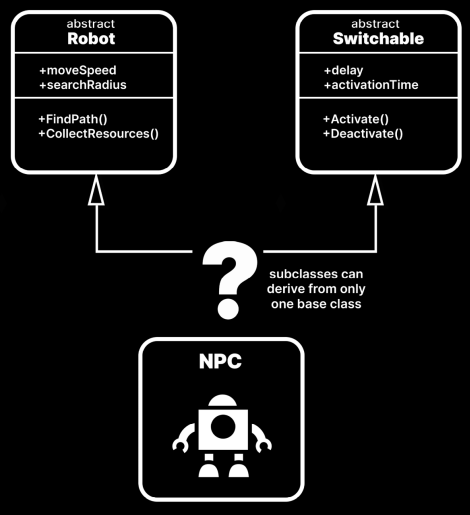 abstract
Robot
+moveSpeed
+searchRadius
+FindPath()
+CollectResources()
abstract
Switchable
+delay
+activationTime
+Activate()
+Deactivate()
?
subclasses can
derive from only
one base class
NPC